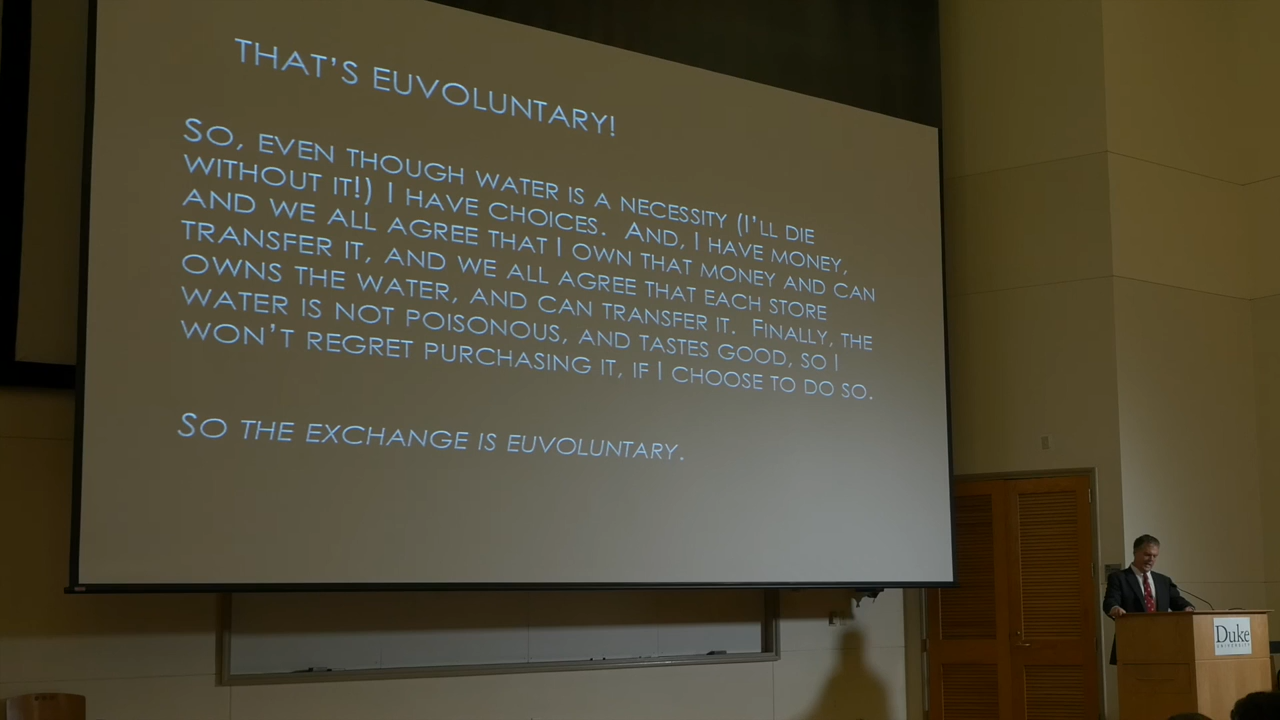 THAT'S EUVOLUNTARY!
SO, EVEN THOUGH WATER IS A NECESSITY (I'LL DIE
WITHOUT IT!) I HAVE CHOICES. AND, I HAVE MONEY,
AND WE ALL AGREE THAT I OWN THAT MONEY AND CAN
TRANSFER IT, AND WE ALL AGREE THAT EACH STORE
OWNS THE WATER, AND CAN TRANSFER IT. FINALLY, THE
WATER IS NOT POISONOUS, AND TASTES GOOD, SO I
WON'T REGRET PURCHASING IT, IF I CHOOSE TO DO SO.
SO THE EXCHANGE IS EUVOLUNTARY.
Duke
UNIVERSITY